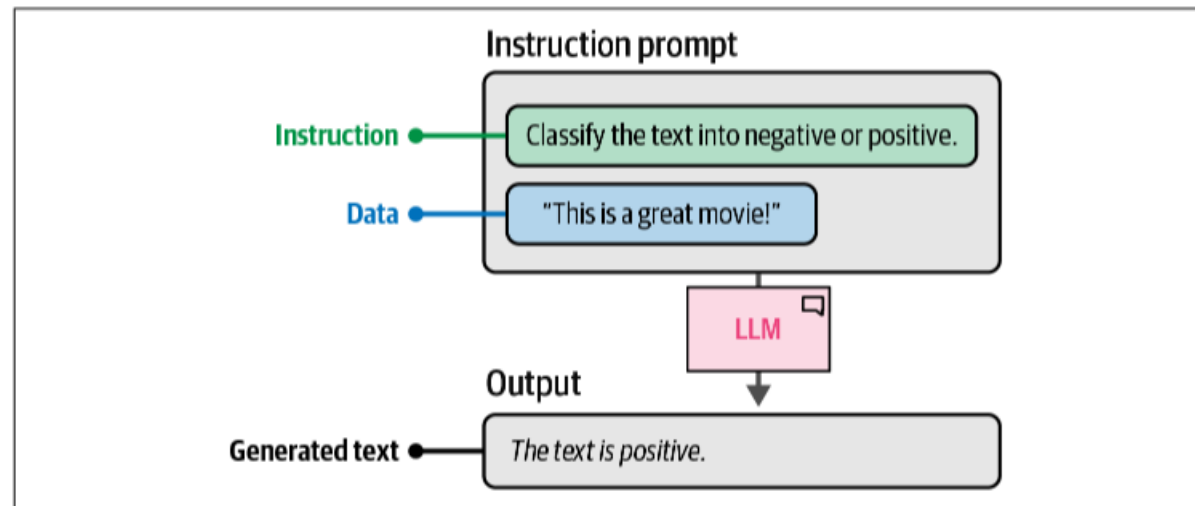 Instruction prompt
Instruction
Classify the text into negative or positive.
Data
"This is a great movie!"
LLM
Output
Generated text
The text is positive.